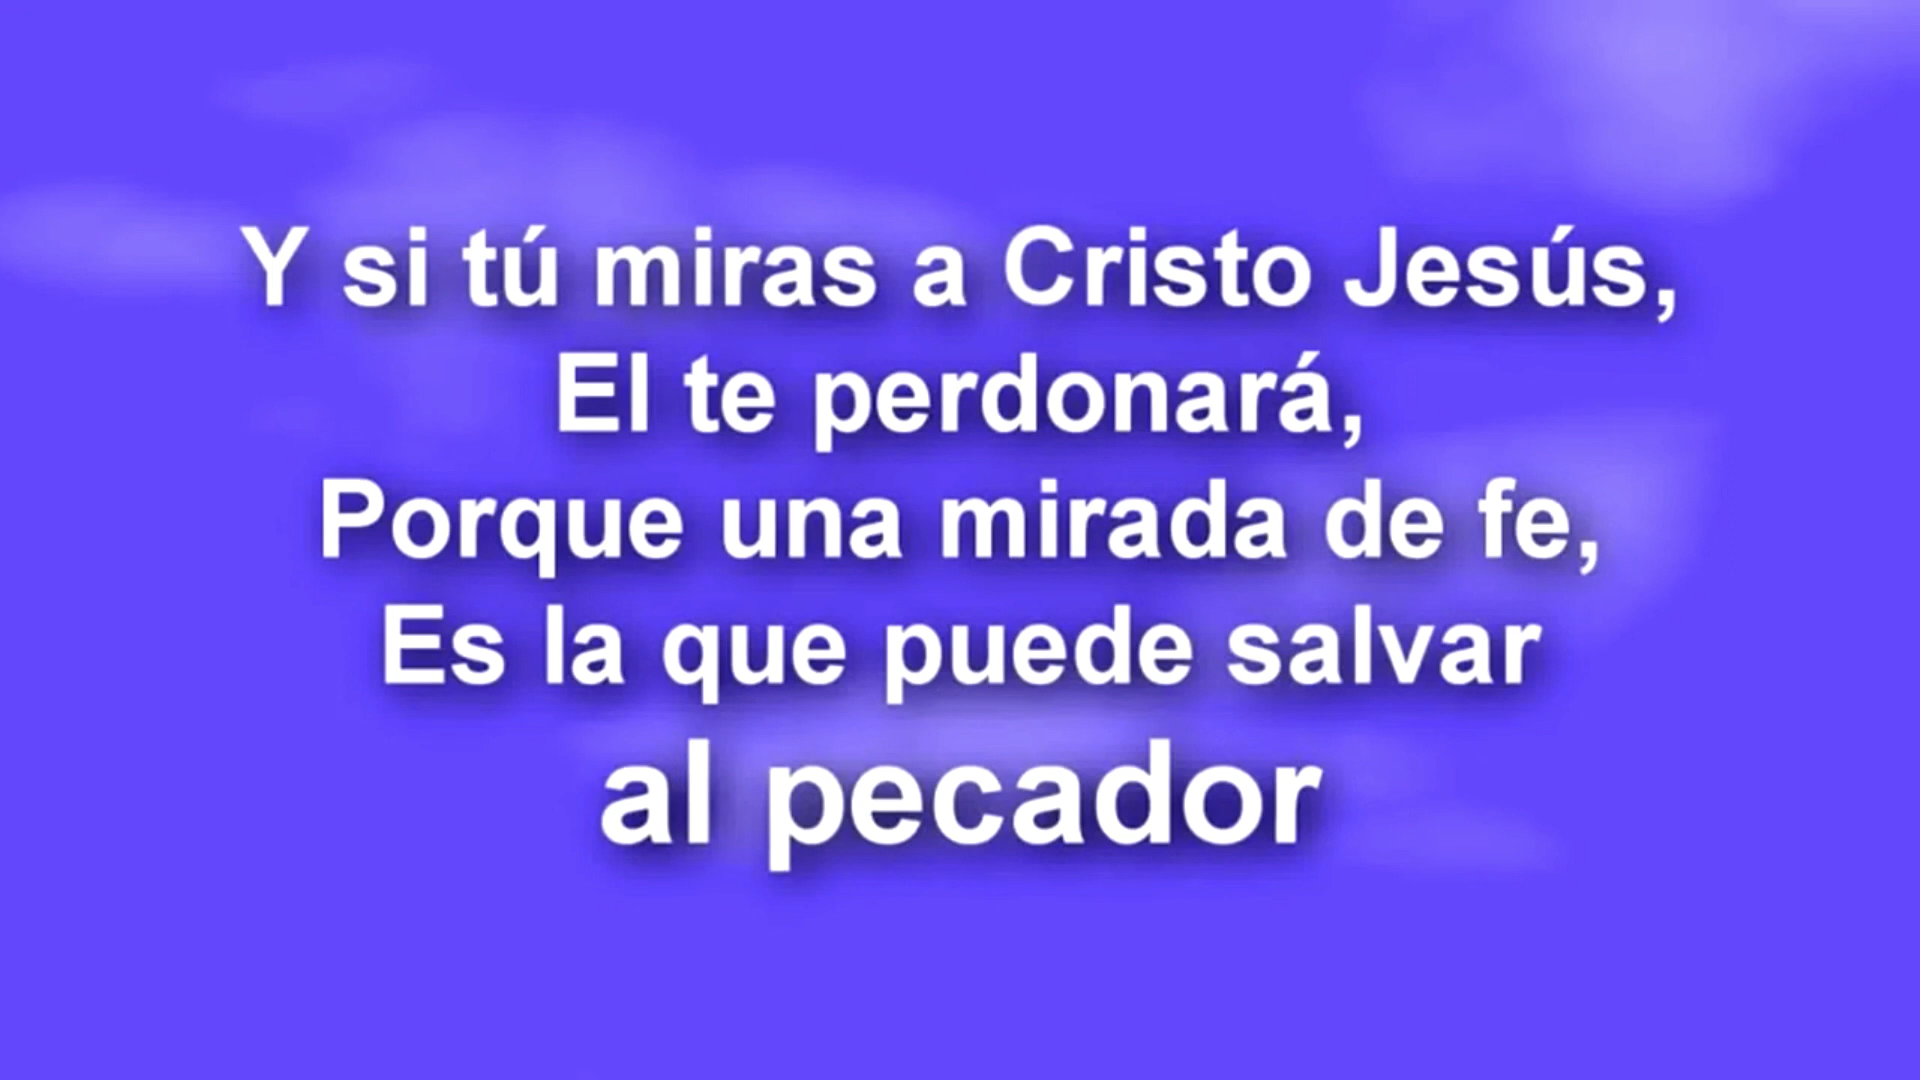 Y si tú miras a Cristo Jesús,
El te perdonará,
Porque una mirada de fe,
Es la que puede salvar
al pecador